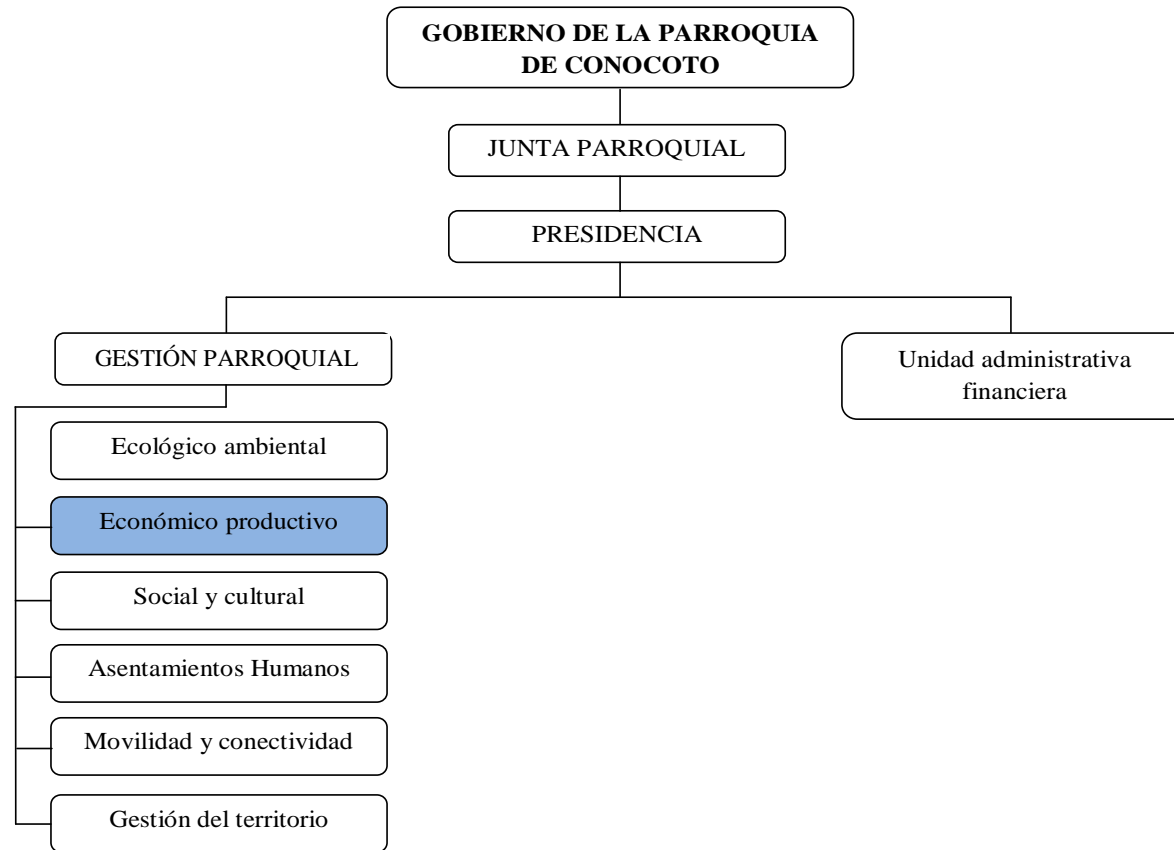 GOBIERNO DE LA PARROQUIA
DE CONOCOTO
JUNTA PARROQUIAL
PRESIDENCIA
GESTIÓN PARROQUIAL
Unidad administrativa
financiera
Ecológico ambiental
Económico productivo
Social y cultural
Asentamientos Humanos
Movilidad y conectividad
Gestión del territorio